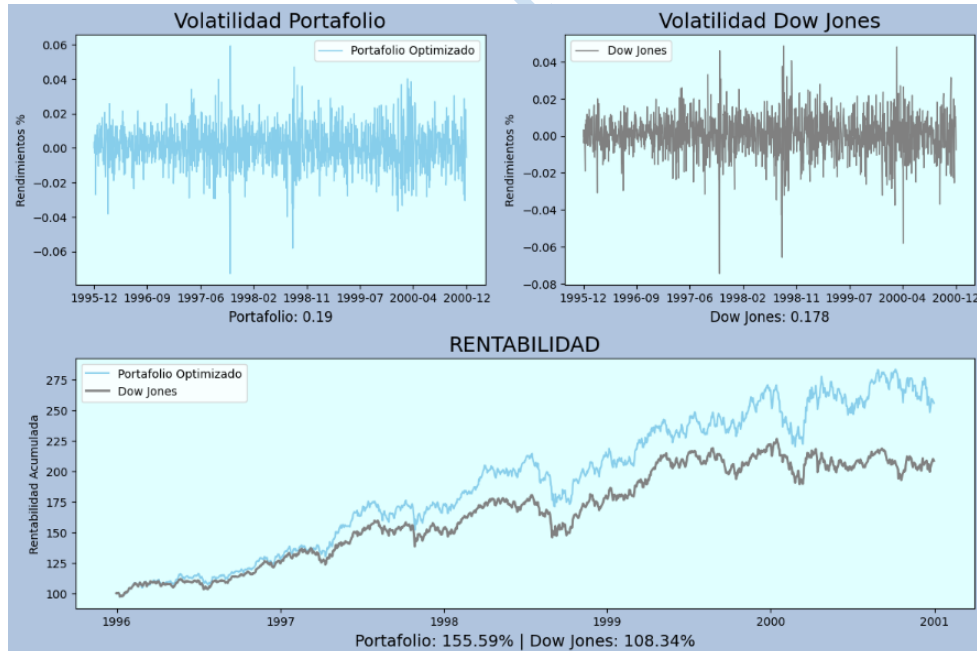 Volatilidad Portafolio
Rendimientos %
0.06
0.04
0.02
0.00
−0.02
−0.04
−0.06
Portafolio Optimizado
1995-12 1996-09 1997-06 1998-02 1998-11 1999-07 2000-04 2000-12
Portafolio: 0.19
Volatilidad Dow Jones
Rendimientos %
0.04
0.02
0.00
−0.02
−0.04
−0.06
−0.08
Dow Jones
1995-12 1996-09 1997-06 1998-02 1998-11 1999-07 2000-04 2000-12
Dow Jones: 0.178
RENTABILIDAD
Rentabilidad Acumulada
275
250
225
200
175
150
125
100
Portafolio Optimizado
Dow Jones
1996 1997 1998 1999 2000 2001
Portafolio: 155.59% | Dow Jones: 108.34%